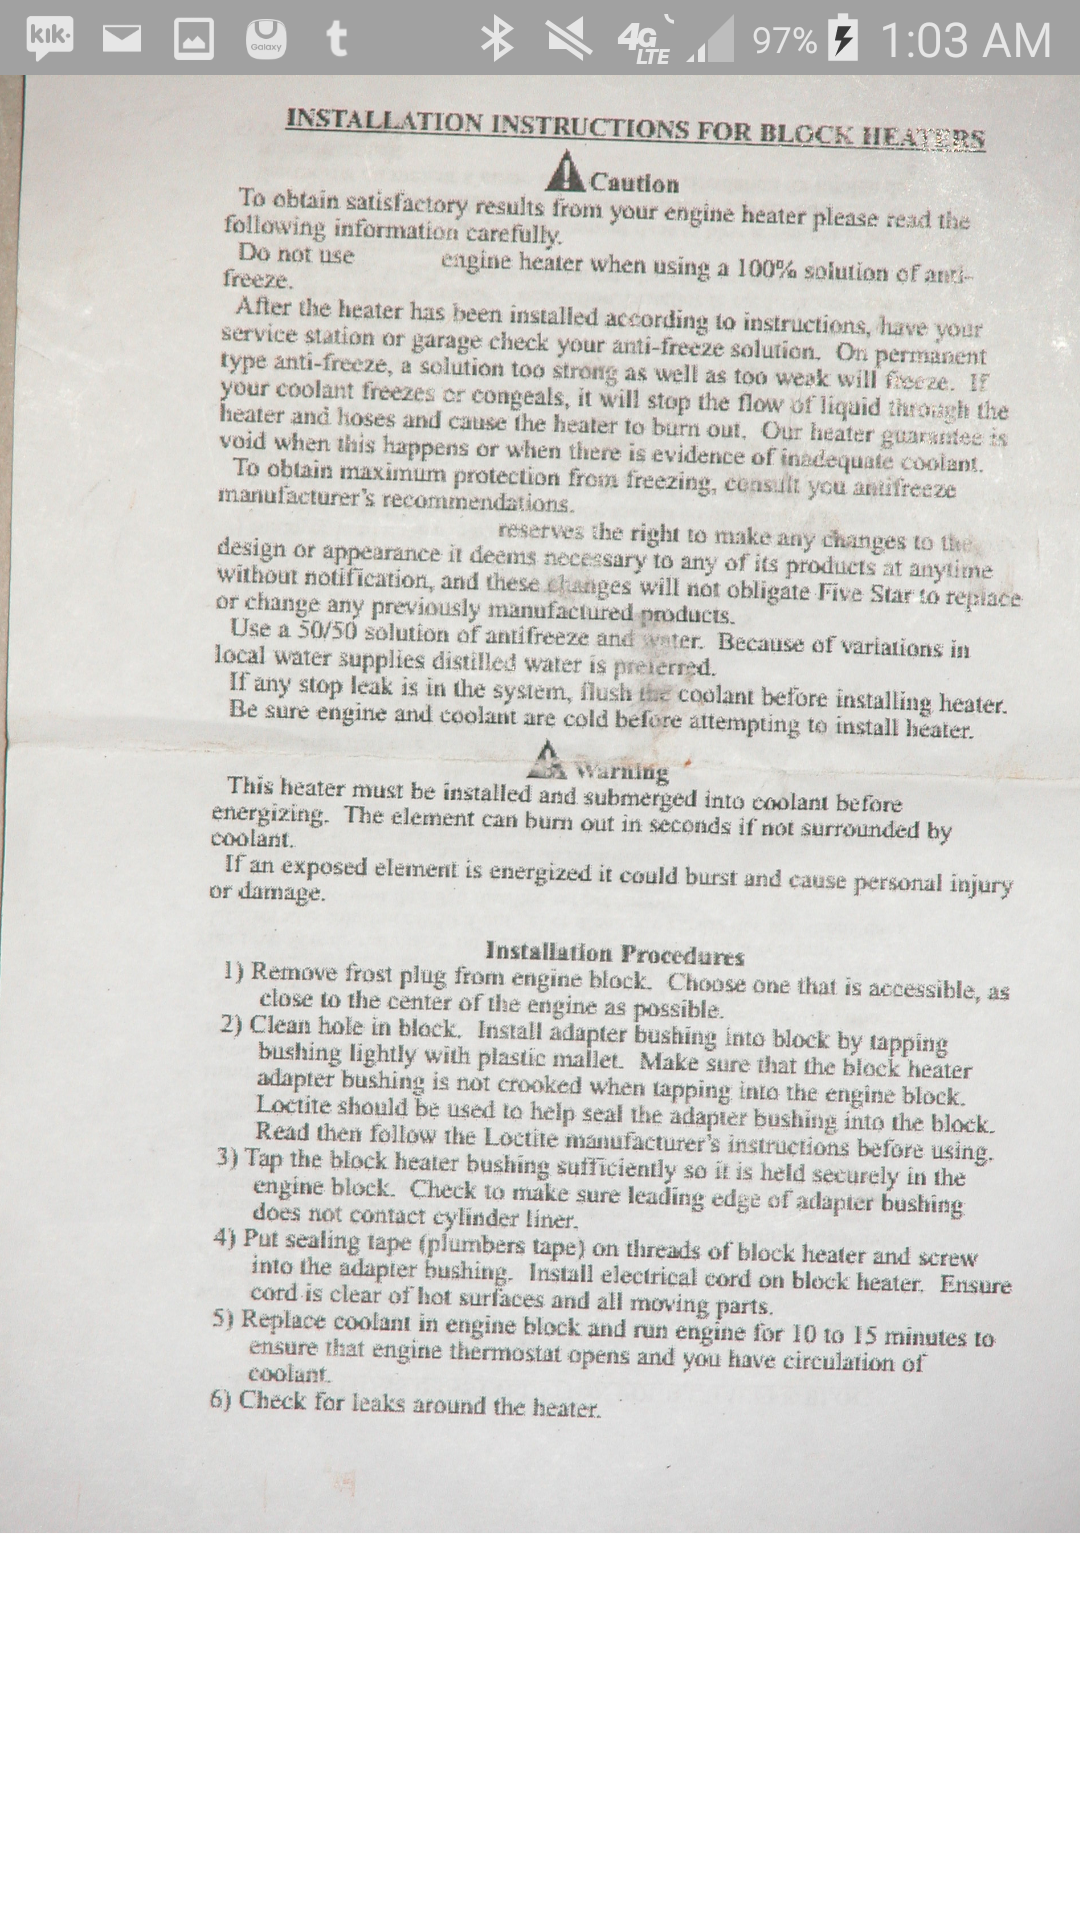 kik.
Galaxy
t
4G
LTE
97%
1:03 AM
INSTALLATION INSTRUCTIONS FOR BLOCK HEATERS
Caution
To obtain satisfactory results from your engine heater please read the
following information carefully.
Do not use engine heater when using a 100% solution of anti-
freeze.
After the heater has been installed according to instructions, have your
service station or garage check your anti-freeze solution. On permanent
type anti-freeze, a solution too strong as well as too weak will freeze. If
your coolant freezes or congeals, it will stop the flow of liquid through the
heater and hoses and cause the heater to burn out. Our heater guarantee is
void when this happens or when there is evidence of inadequate coolant.
To obtain maximum protection from freezing, consult you antifreeze
manufacturer's recommendations.
reserves the right to make any changes to the
design or appearance it deems necessary to any of its products at anytime
without notification, and these changes will not obligate Five Star to replace
or change any previously manufactured products.
Use a 50/50 solution of antifreeze and water. Because of variations in
local water supplies distilled water is preferred.
If any stop leak is in the system, flush the coolant before installing heater.
Be sure engine and coolant are cold before attempting to install heater.
Warning
This heater must be installed and submerged into coolant before
energizing. The element can burn out in seconds if not surrounded by
coolant.
If an exposed element is energized it could burst and cause personal injury
or damage.
Installation Procedures
1) Remove frost plug from engine block. Choose one that is accessible, as
close to the center of the engine as possible.
2) Clean hole in block. Install adapter bushing into block by tapping
bushing lightly with plastic mallet. Make sure that the block heater
adapter bushing is not crooked when tapping into the engine block.
Loctite should be used to help seal the adapter bushing into the block.
Read then follow the Loctite manufacturer's instructions before using.
3) Tap the block heater bushing sufficiently so it is held securely in the
engine block. Check to make sure leading edge of adapter bushing
does not contact cylinder liner.
4) Put sealing tape (plumbers tape) on threads of block heater and screw
into the adapter bushing. Install electrical cord on block heater. Ensure
cord is clear of hot surfaces and all moving parts.
5) Replace coolant in engine block and run engine for 10 to 15 minutes to
ensure that engine thermostat opens and you have circulation of
coolant.
6) Check for leaks around the heater.